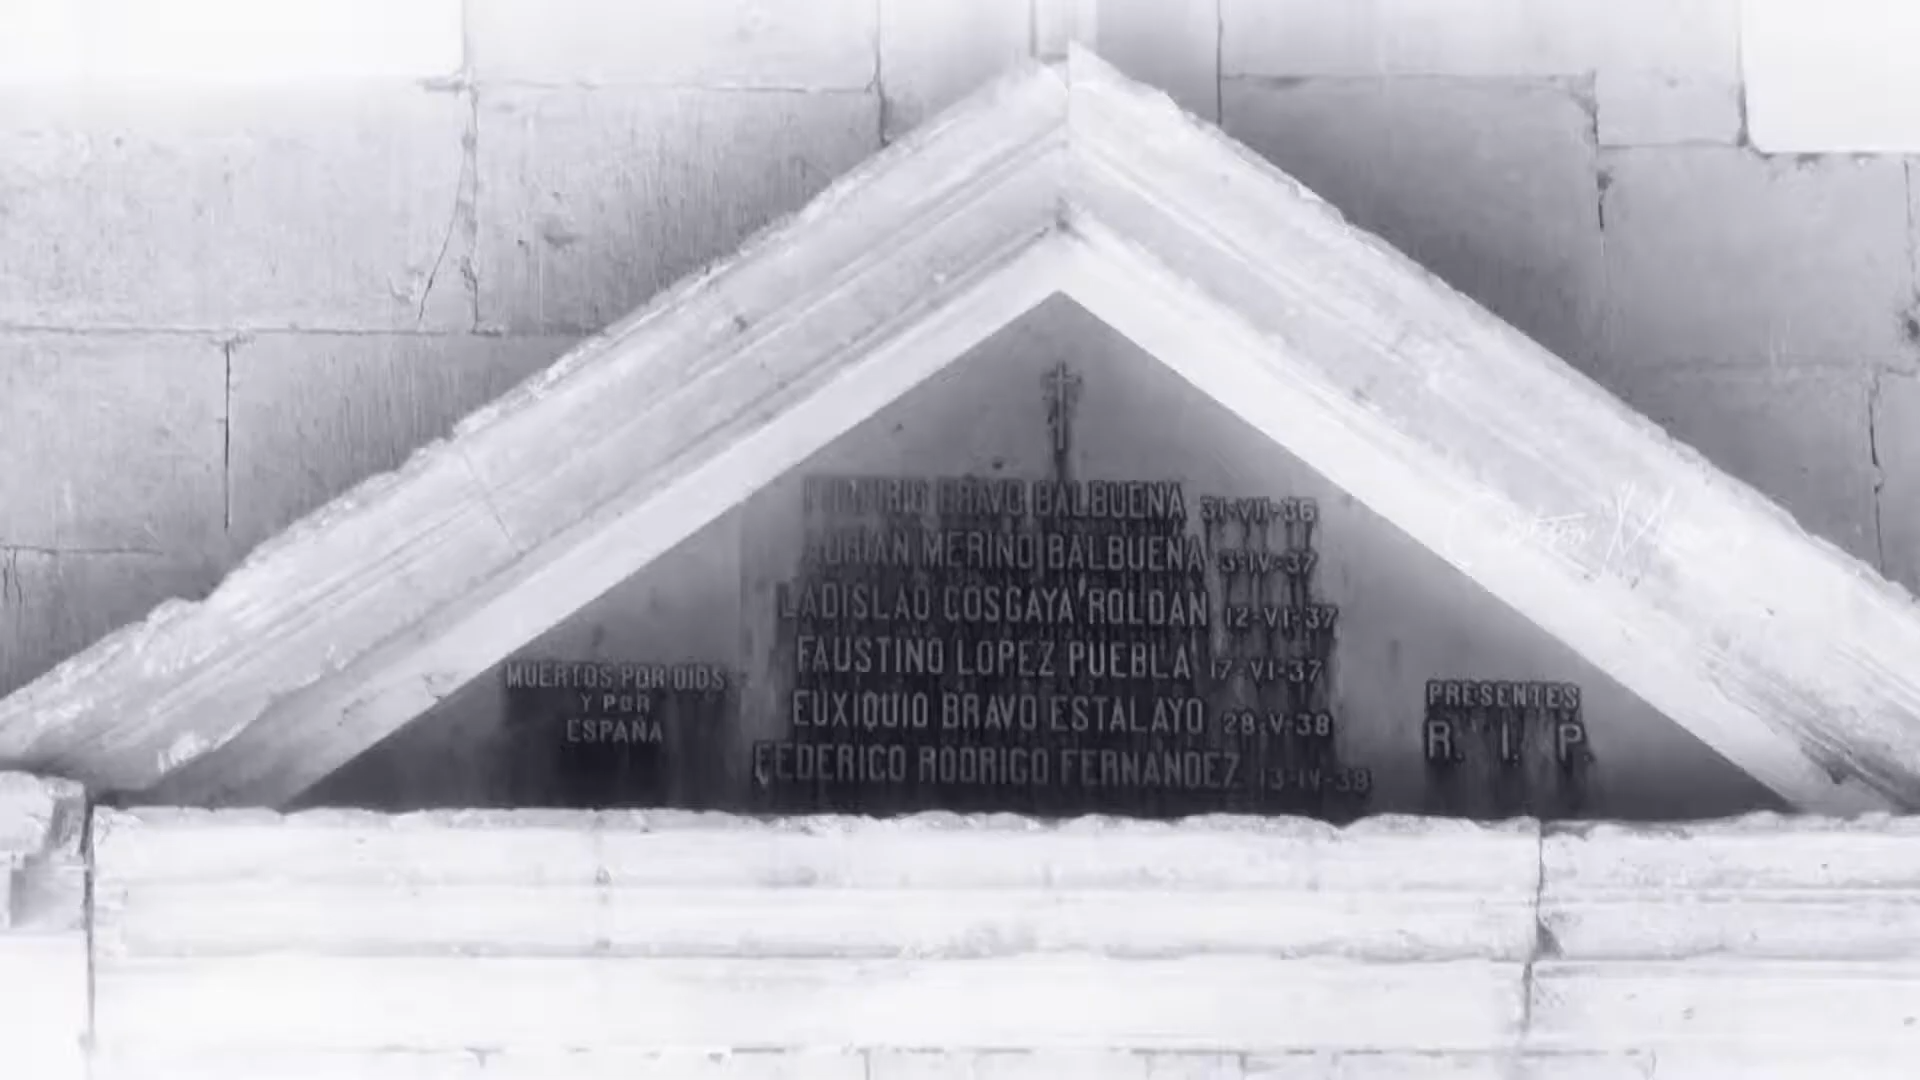 BRAVO BALBUENA 31-VII-36
ADRIAN MERINO BALBUENA 3-IV-37
LADISLAO COSGAYA ROLDAN 12-VI-37
FAUSTINO LOPEZ PUEBLA 17-VI-37
EUXIQUIO BRAVO ESTALAYO 28-V-38
FEDERICO RODRIGO FERNANDEZ 13-IV-38
MUERTOS POR DIOS
Y POR
ESPAÑA
PRESENTES
R. I. P.